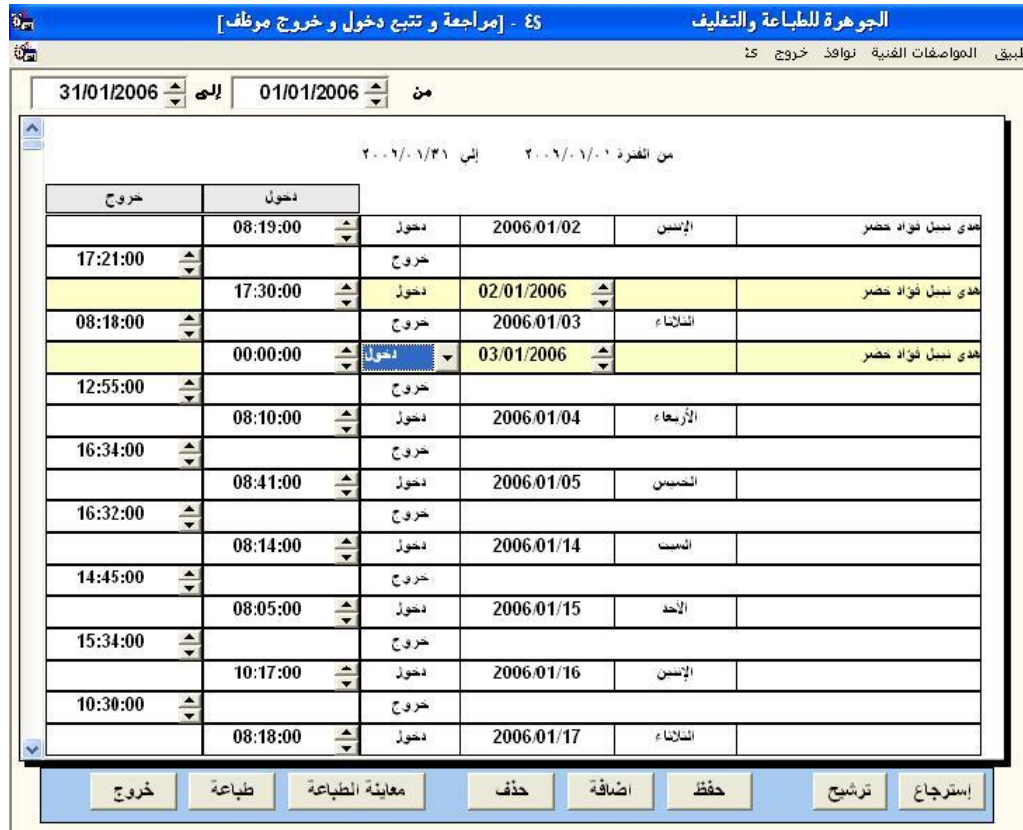 الجوهرة للطباعة والتغليف 4S - [مراجعة و تتبع دخول و خروج موظف]
طبيق المواصفات الفنية نوافذ خروج
من 01/01/2006 إلى 31/01/2006
من الفترة ٢٠٠٦/٠١/٠١ إلي ٢٠٠٦/٠١/٣١
دخول خروج
هدى نبيل فؤاد خضر الإثنين 2006/01/02 دخول 08:19:00
خروج 17:21:00
هدى نبيل فؤاد خضر 02/01/2006 دخول 17:30:00
الثلاثاء 2006/01/03 خروج 08:18:00
هدى نبيل فؤاد خضر 03/01/2006 دخول 00:00:00
خروج 12:55:00
الأربعاء 2006/01/04 دخول 08:10:00
خروج 16:34:00
الخميس 2006/01/05 دخول 08:41:00
خروج 16:32:00
السبت 2006/01/14 دخول 08:14:00
خروج 14:45:00
الأحد 2006/01/15 دخول 08:05:00
خروج 15:34:00
الإثنين 2006/01/16 دخول 10:17:00
خروج 10:30:00
الثلاثاء 2006/01/17 دخول 08:18:00
إسترجاع ترشيح حفظ اضافة حذف معاينة الطباعة طباعة خروج